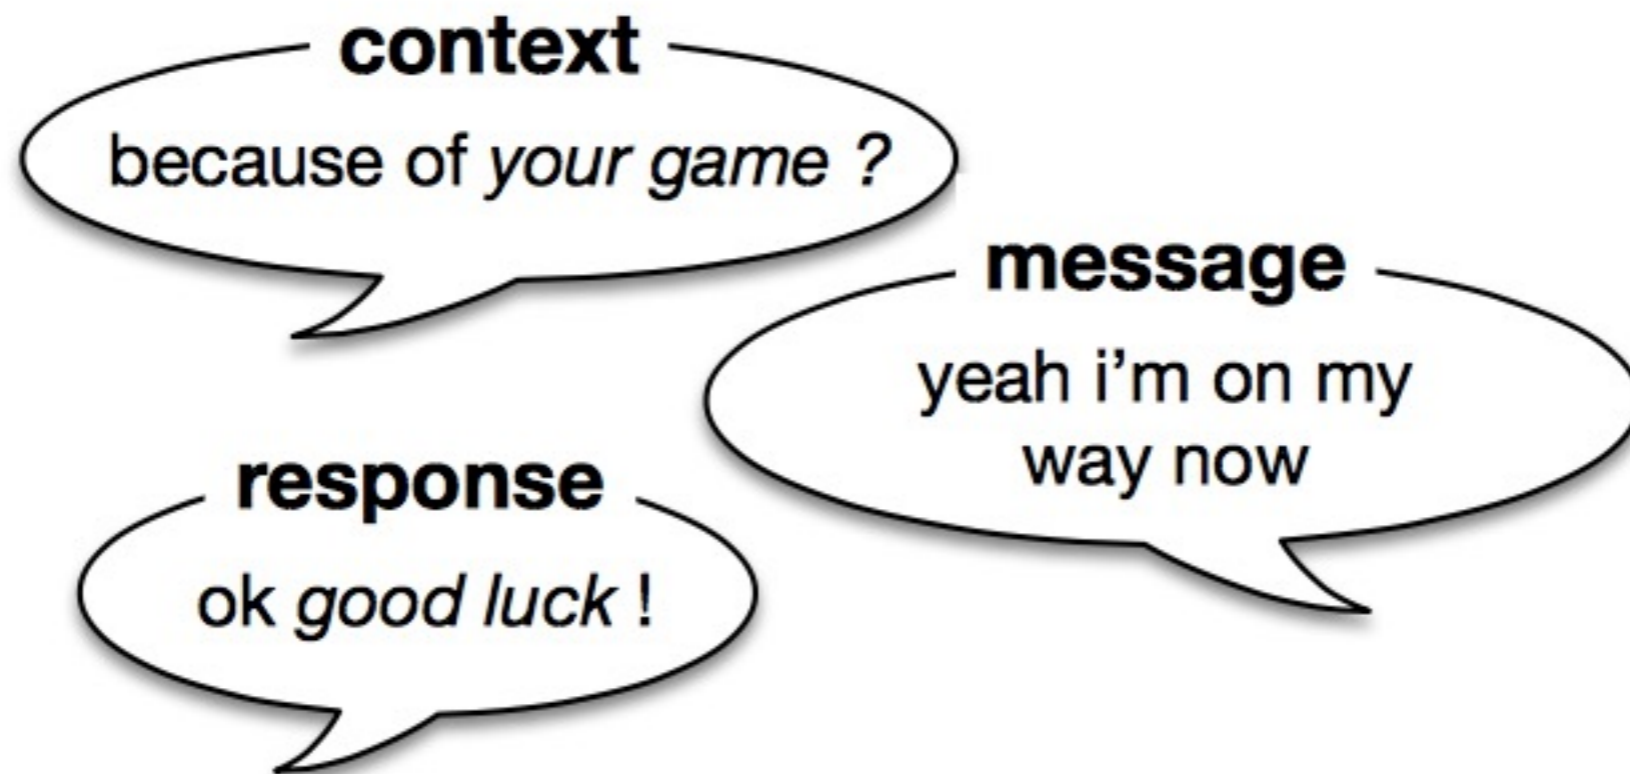 context
because of your game ?
message
yeah i’m on my
way now
response
ok good luck !